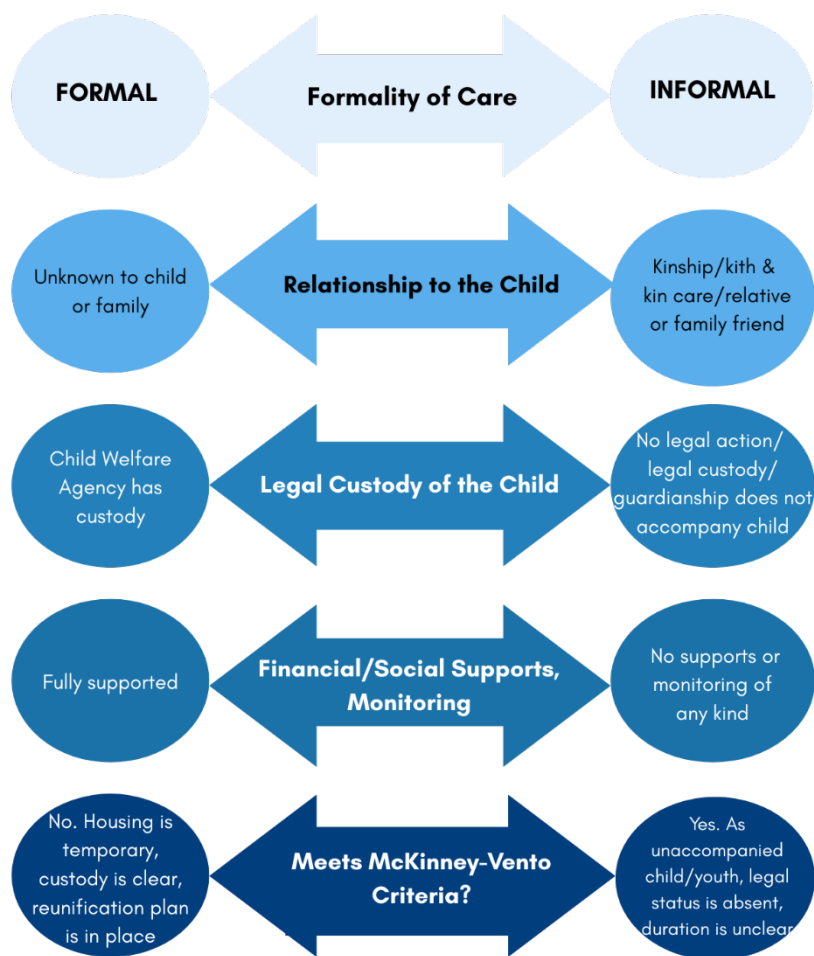 FORMAL
Formality of Care
INFORMAL
Unknown to child
or family
Relationship to the Child
Kinship/kith &
kin care/relative
or family friend
Child Welfare
Agency has
custody
Legal Custody of the Child
No legal action/
legal custody/
guardianship does not
accompany child
Fully supported
Financial/Social Supports,
Monitoring
No supports or
monitoring of
any kind
No. Housing is
temporary,
custody is clear,
reunification plan
is in place
Meets McKinney-Vento
Criteria?
Yes. As
unaccompanied
child/youth, legal
status is absent,
duration is unclear